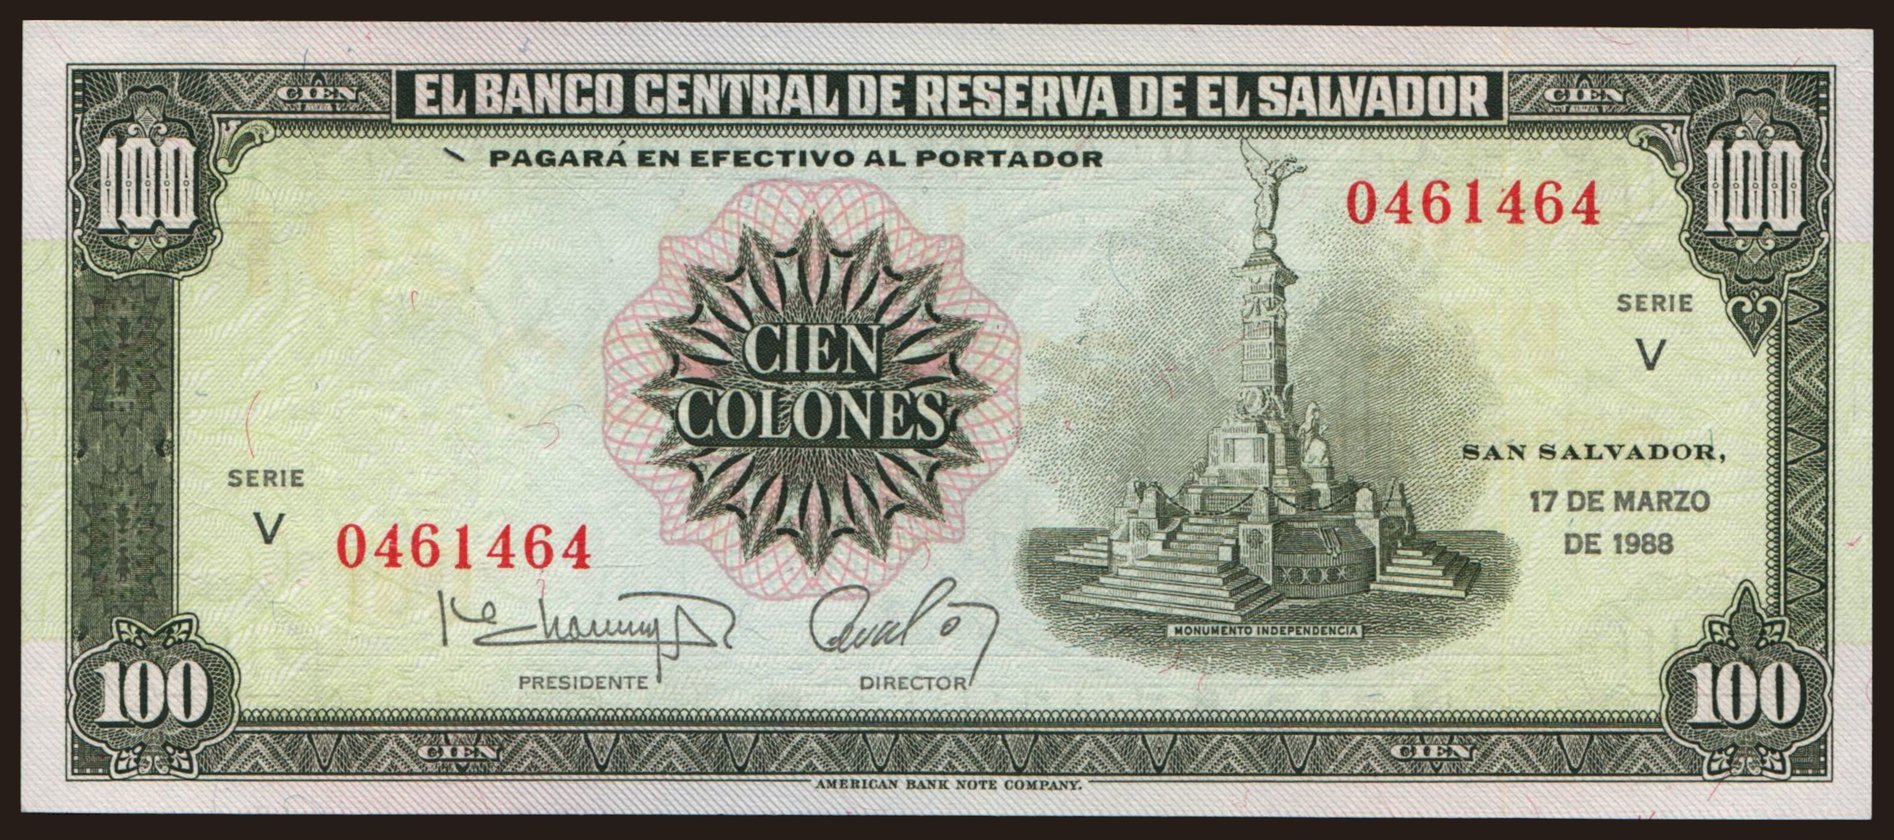 CIEN
EL BANCO CENTRAL DE RESERVA DE EL SALVADOR
CIEN
100
100
PAGARÁ EN EFECTIVO AL PORTADOR
0461464
SERIE
V
CIEN
COLONES
SAN SALVADOR,
17 DE MARZO
DE 1988
SERIE
V
0461464
MONUMENTO INDEPENDENCIA
PRESIDENTE
DIRECTOR
100
100
CIEN
CIEN
AMERICAN BANK NOTE COMPANY.